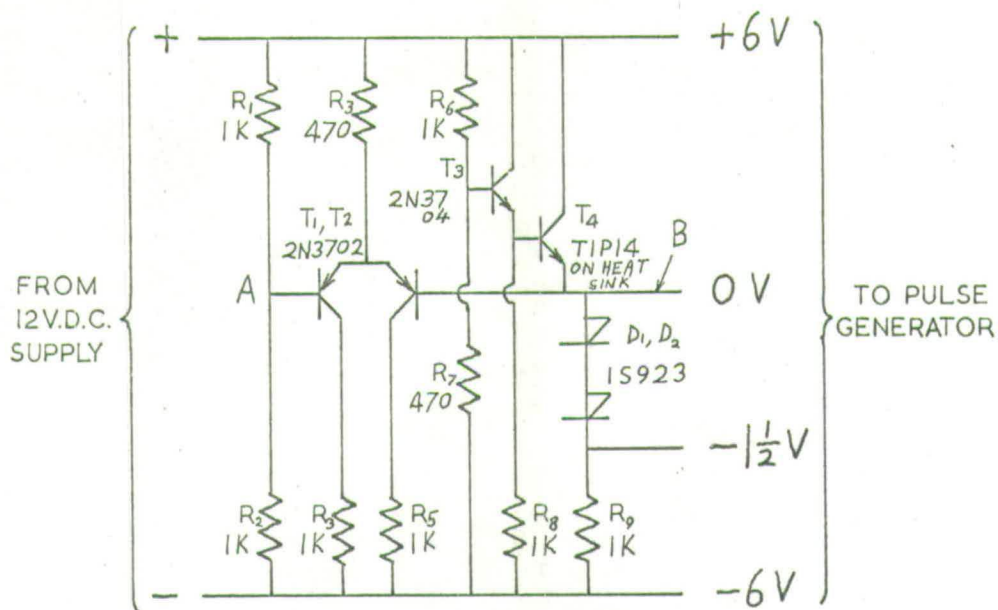 +
+6V
R₁
1K
R₃
470
R₆
1K
T₃
2N37
04
T₁, T₂
2N3702
T₄
TIP14
ON HEAT
SINK
B
A
0 V
FROM
12V.D.C.
SUPPLY
TO PULSE
GENERATOR
D₁, D₂
1S923
R₇
470
-1½V
R₂
1K
R₃
1K
R₅
1K
R₈
1K
R₉
1K
-
-6V